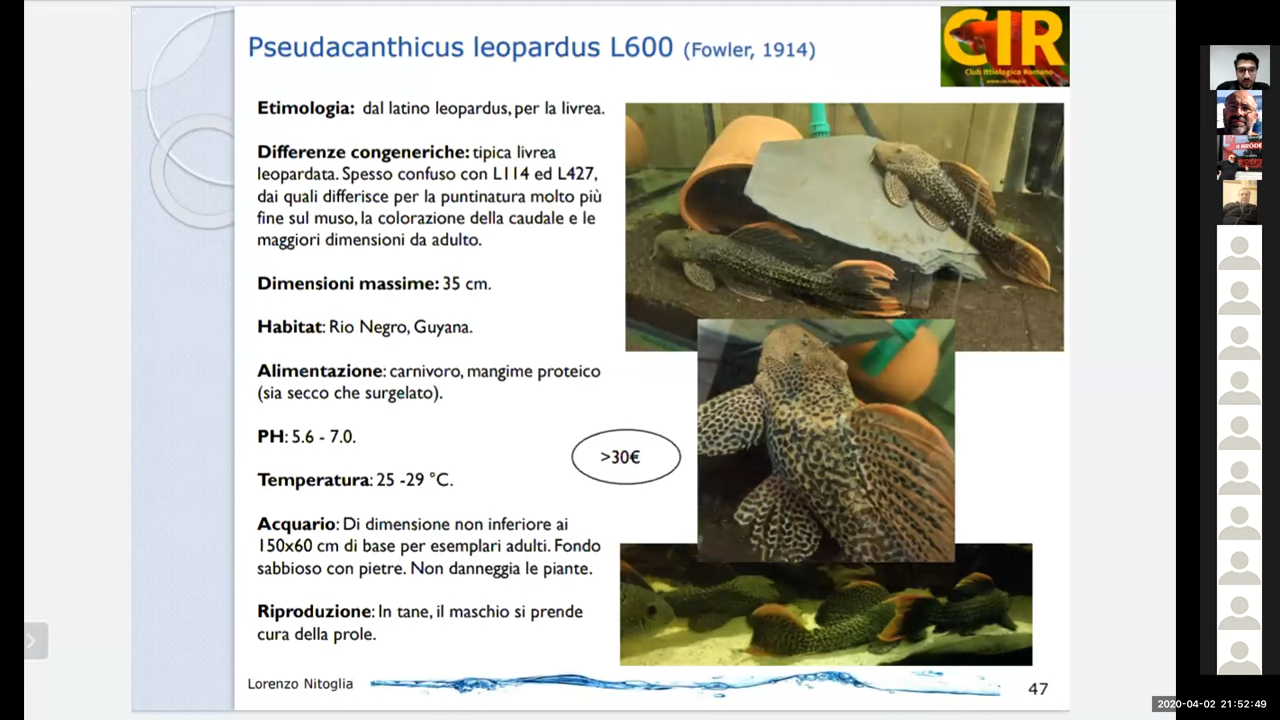 Pseudacanthicus leopardus L600 (Fowler, 1914)
CIR
Club Ittiologico Romano
Etimologia: dal latino leopardus, per la livrea.
Differenze congeneriche: tipica livrea
leopardata. Spesso confuso con L114 ed L427,
dai quali differisce per la puntinatura molto più
fine sul muso, la colorazione della caudale e le
maggiori dimensioni da adulto.
Dimensioni massime: 35 cm.
Habitat: Rio Negro, Guyana.
Alimentazione: carnivoro, mangime proteico
(sia secco che surgelato).
PH: 5.6 - 7.0.
>30€
Temperatura: 25 -29 °C.
Acquario: Di dimensione non inferiore ai
150x60 cm di base per esemplari adulti. Fondo
sabbioso con pietre. Non danneggia le piante.
Riproduzione: In tane, il maschio si prende
cura della prole.
Lorenzo Nitoglia
47
2020-04-02 21:52:49